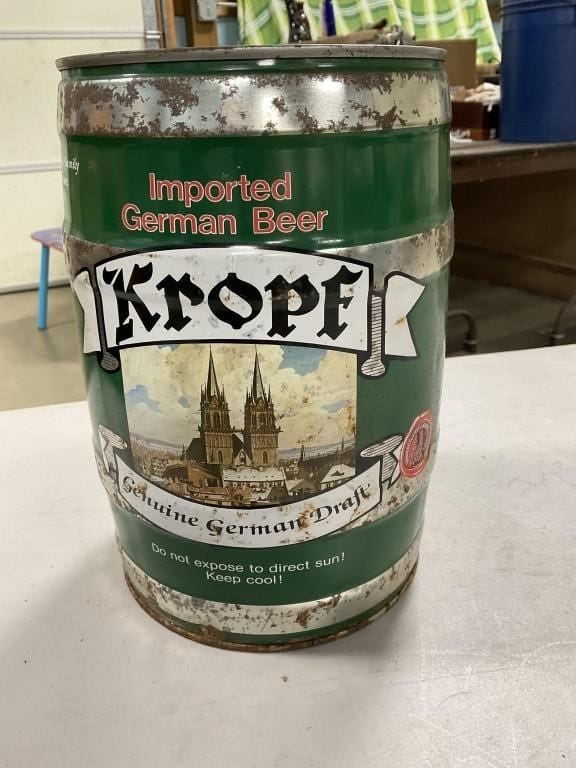 Imported
German Beer
Kropf
Genuine German Draft
Do not expose to direct sun!
Keep cool!